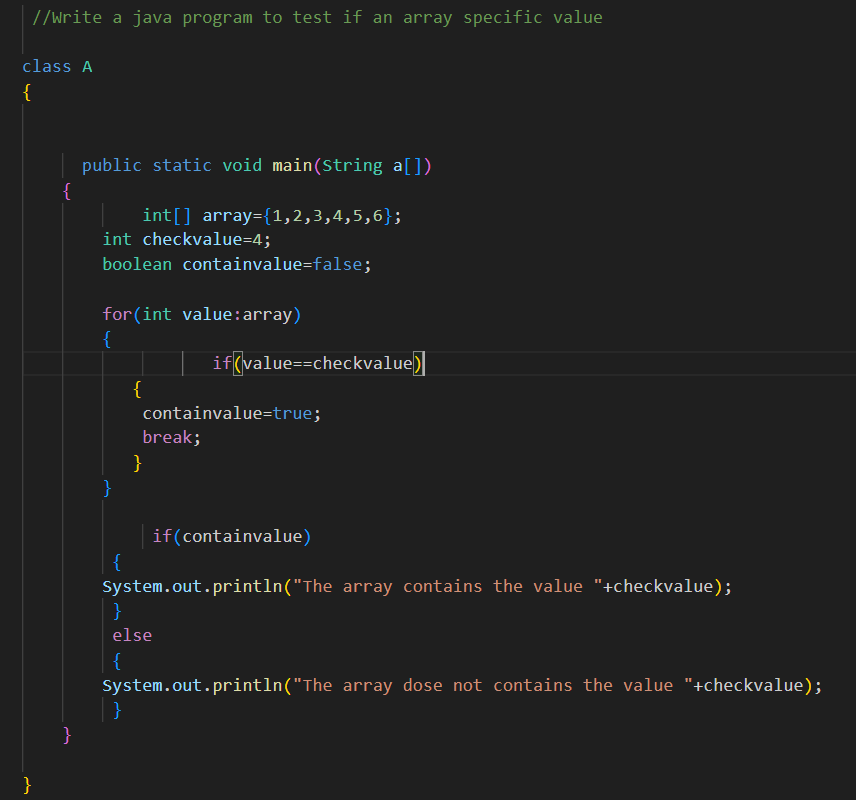 //Write a java program to test if an array specific value
class A
{
public static void main(String a[])
{
int[] array={1,2,3,4,5,6};
int checkvalue=4;
boolean containvalue=false;
for(int value:array)
{
if(value==checkvalue)
{
containvalue=true;
break;
}
}
if(containvalue)
{
System.out.println("The array contains the value "+checkvalue);
}
else
{
System.out.println("The array dose not contains the value "+checkvalue);
}
}
}